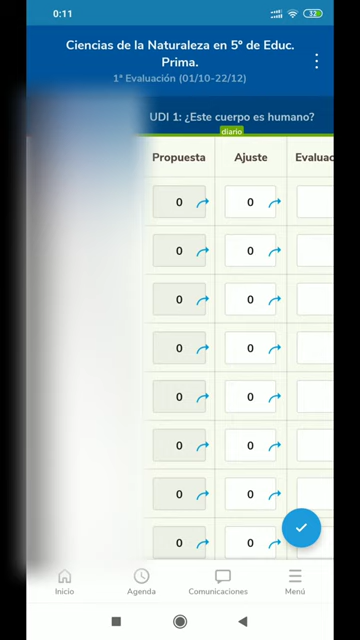 0:11
32
Ciencias de la Naturaleza en 5º de Educ.
Prima.
1ª Evaluación (01/10-22/12)
UDI 1: ¿Este cuerpo es humano?
diario
Propuesta Ajuste Evaluac
0 0
0 0
0 0
0 0
0 0
0 0
0 0
0 0
Inicio Agenda Comunicaciones Menú